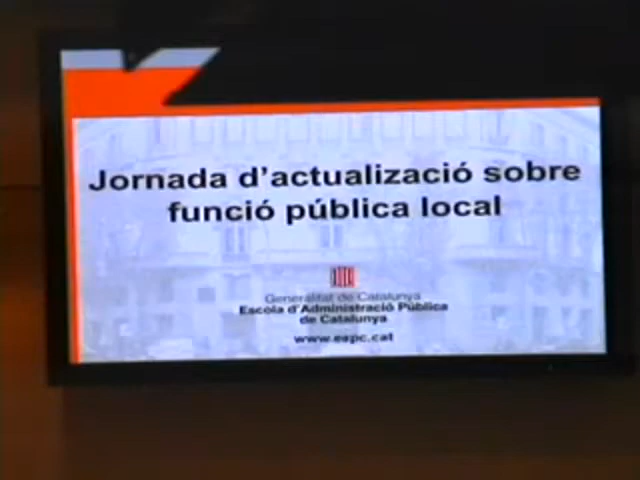 Jornada d'actualizació sobre
funció pública local
Generalitat de Catalunya
Escola d'Administració Pública
de Catalunya
www.eapc.cat